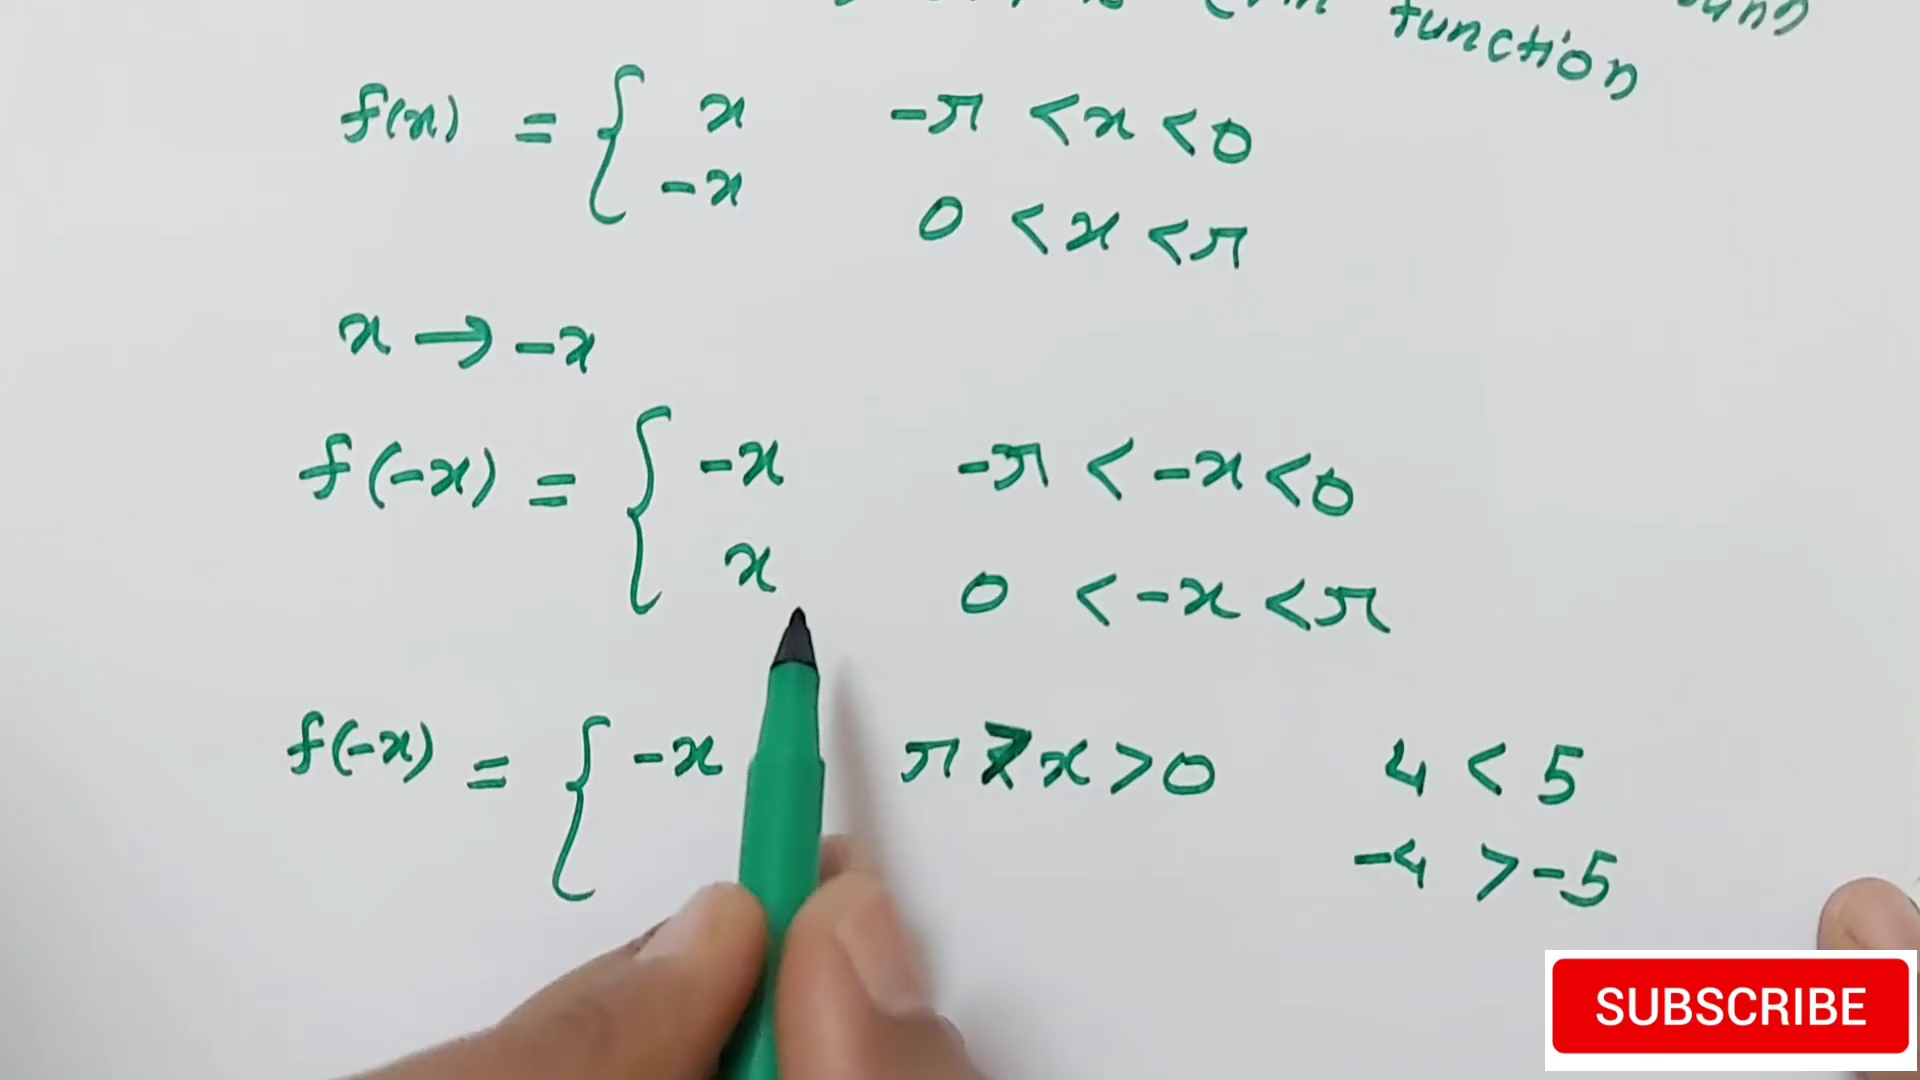 function
f(x) = { x -π < x < 0
-x 0 < x < π
x → -x
f(-x) = { -x -π < -x < 0
x 0 < -x < π
f(-x) = { -x π > x > 0 4 < 5
-4 > -5
SUBSCRIBE